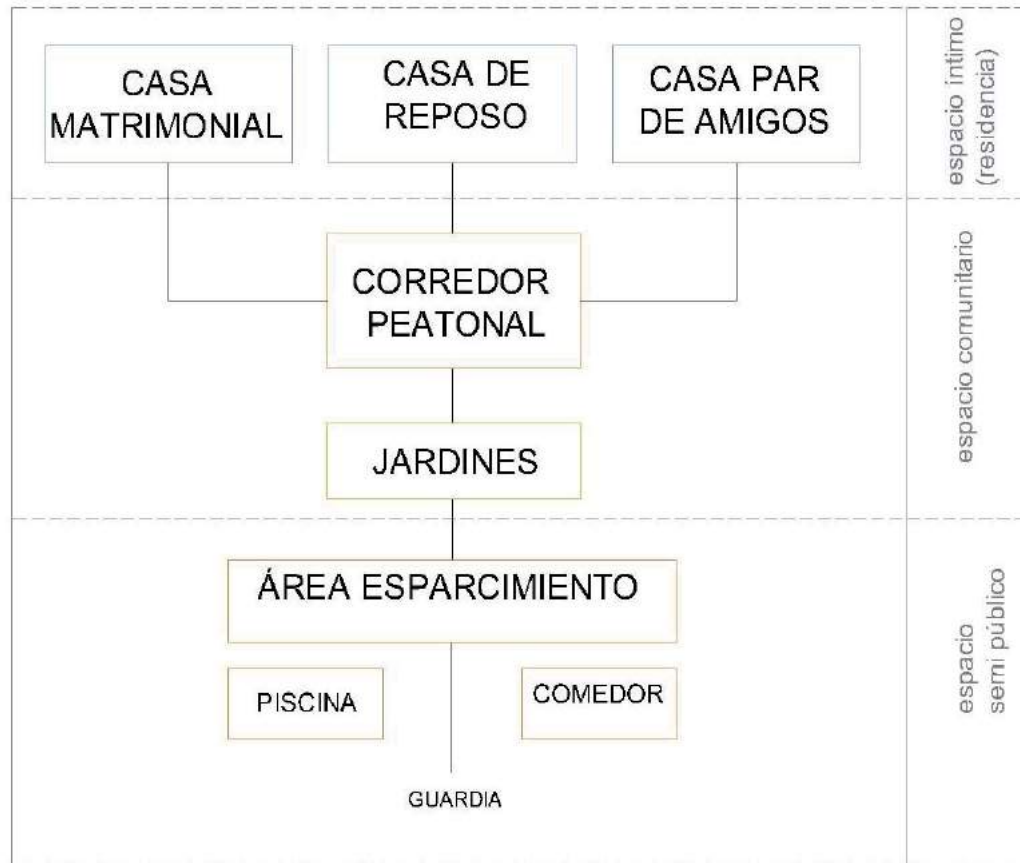 CASA
MATRIMONIAL
CASA DE
REPOSO
CASA PAR
DE AMIGOS
espacio íntimo
(residencia)
CORREDOR
PEATONAL
JARDINES
espacio comunitario
ÁREA ESPARCIMIENTO
PISCINA
COMEDOR
GUARDIA
espacio
semi público